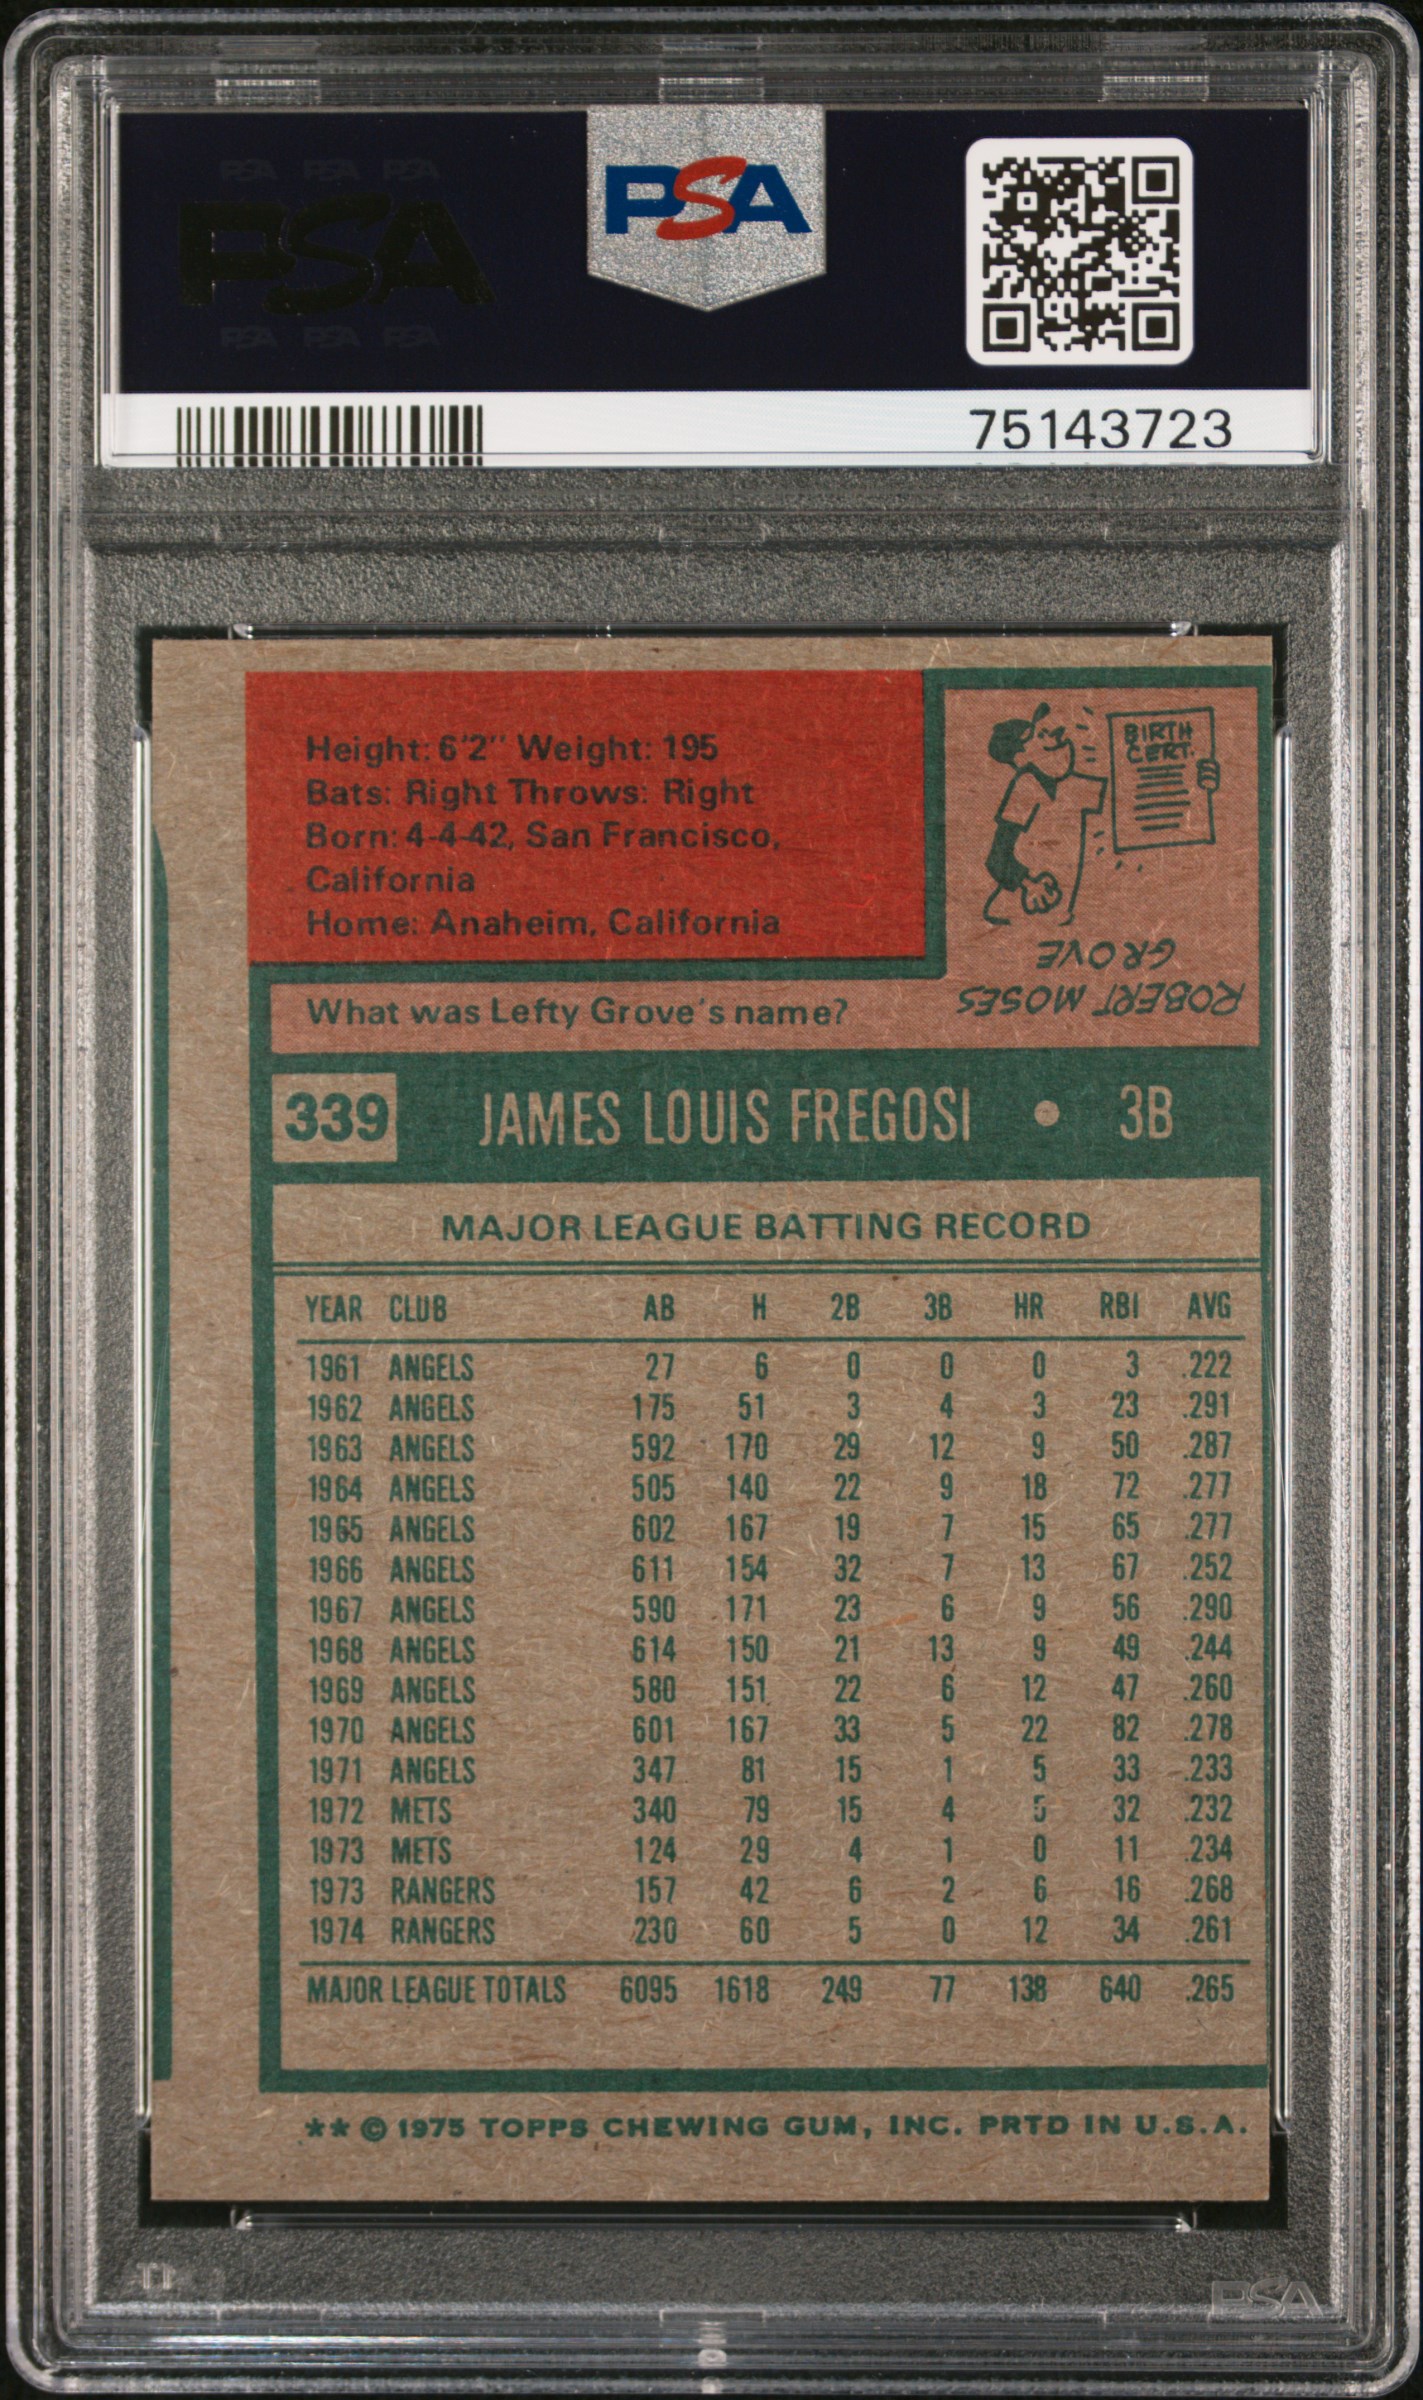 PSA PSA PSA
PSA
PSA PSA PSA
PSA
75143723
Height: 6'2" Weight: 195
Bats: Right Throws: Right
Born: 4-4-42, San Francisco,
California
Home: Anaheim, California
BIRTH
CERT.
ROBERT MOSES
GROVE
What was Lefty Grove's name?
339 JAMES LOUIS FREGOSI • 3B
MAJOR LEAGUE BATTING RECORD
YEAR CLUB AB H 2B 3B HR RBI AVG
1961 ANGELS 27 6 0 0 0 3 .222
1962 ANGELS 175 51 3 4 3 23 .291
1963 ANGELS 592 170 29 12 9 50 .287
1964 ANGELS 505 140 22 9 18 72 .277
1965 ANGELS 602 167 19 7 15 65 .277
1966 ANGELS 611 154 32 7 13 67 .252
1967 ANGELS 590 171 23 6 9 56 .290
1968 ANGELS 614 150 21 13 9 49 .244
1969 ANGELS 580 151 22 6 12 47 .260
1970 ANGELS 601 167 33 5 22 82 .278
1971 ANGELS 347 81 15 1 5 33 .233
1972 METS 340 79 15 4 5 32 .232
1973 METS 124 29 4 1 0 11 .234
1973 RANGERS 157 42 6 2 6 16 .268
1974 RANGERS 230 60 5 0 12 34 .261
MAJOR LEAGUE TOTALS 6095 1618 249 77 138 640 .265
** © 1975 TOPPS CHEWING GUM, INC. PRTD IN U.S.A.
PSA